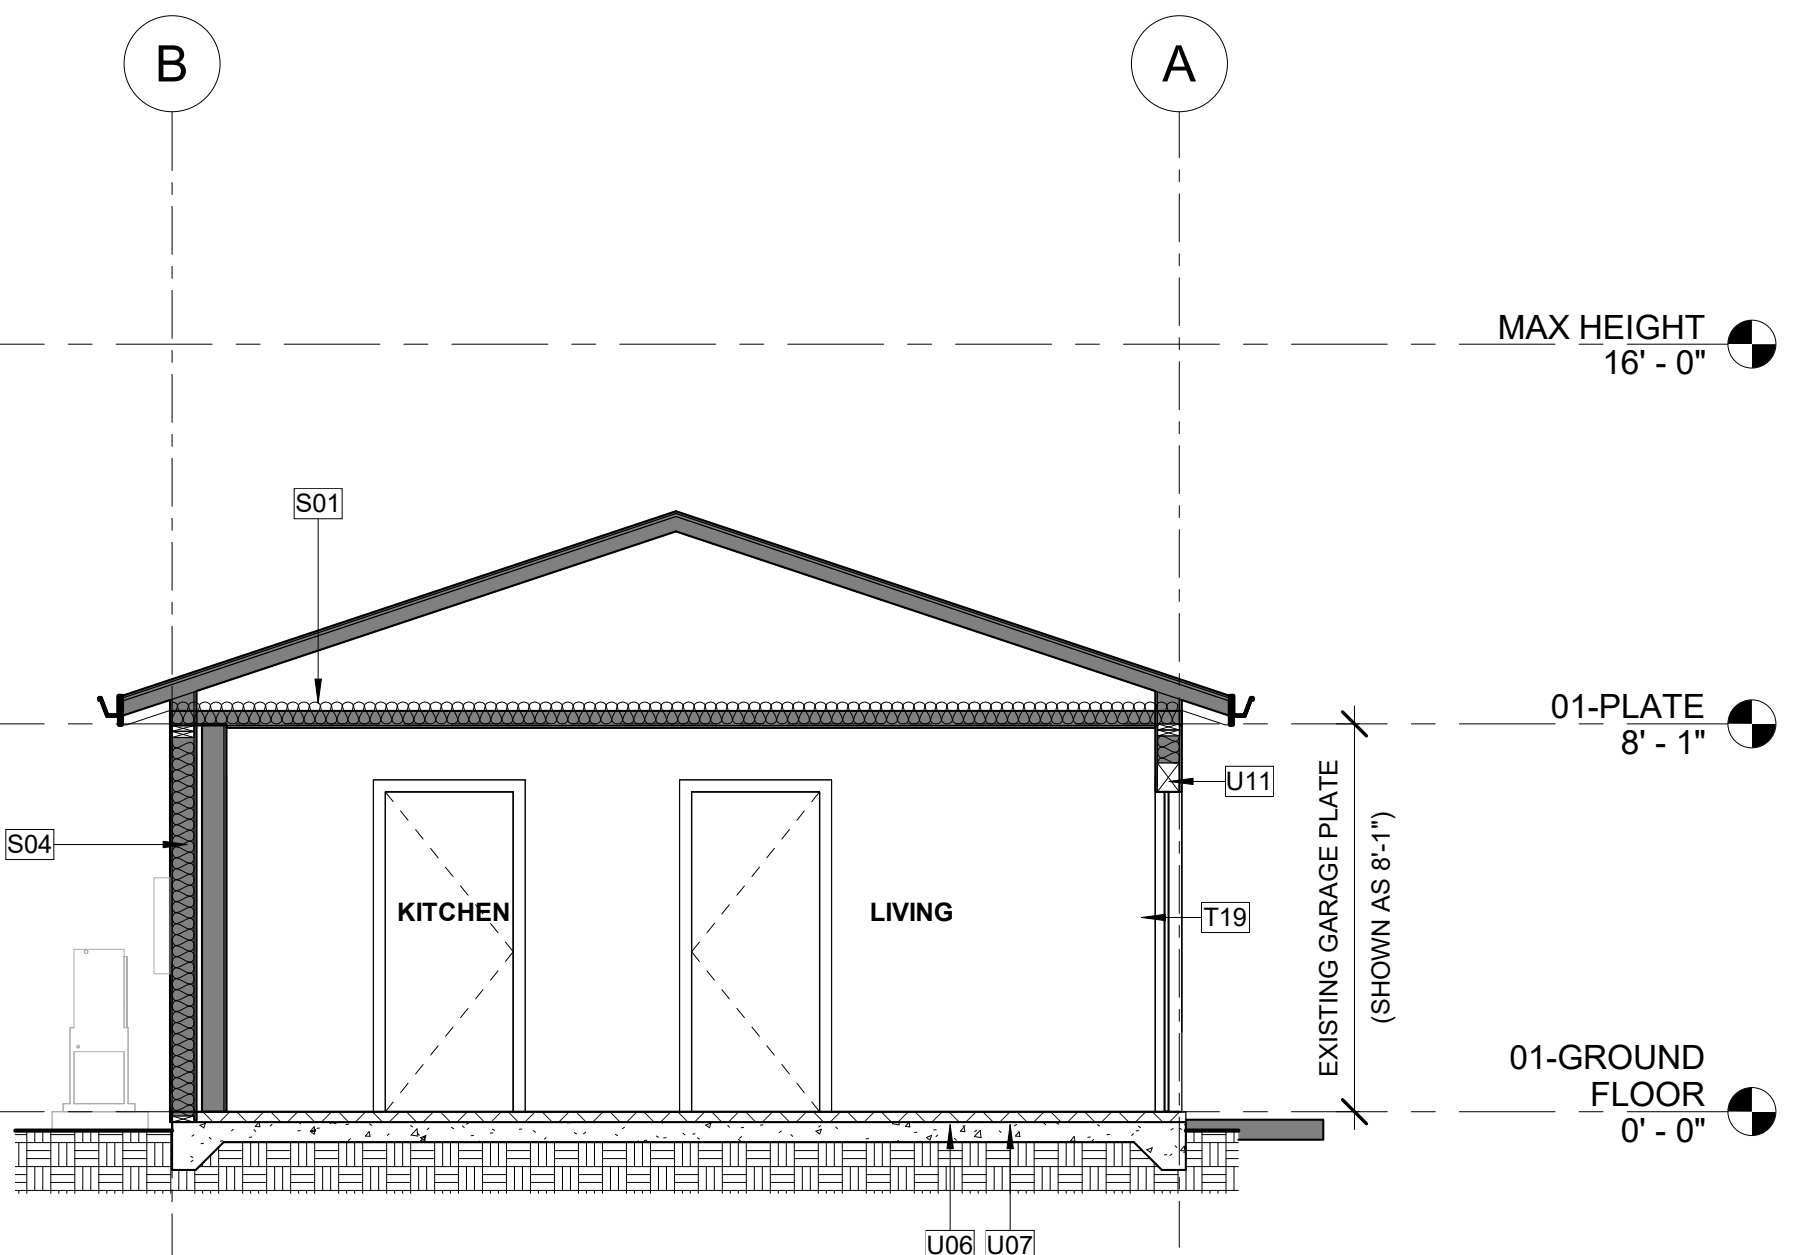 B
A
MAX HEIGHT
16' - 0"
S01
01-PLATE
8' - 1"
U11
S04
EXISTING GARAGE PLATE
(SHOWN AS 8'-1")
KITCHEN
LIVING
T19
01-GROUND
FLOOR
0' - 0"
U06
U07